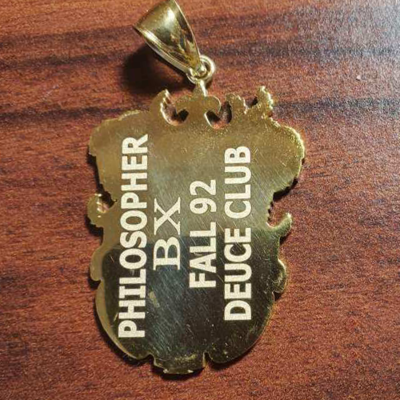 PHILOSOPHER
BX
FALL 92
DEUCE CLUB